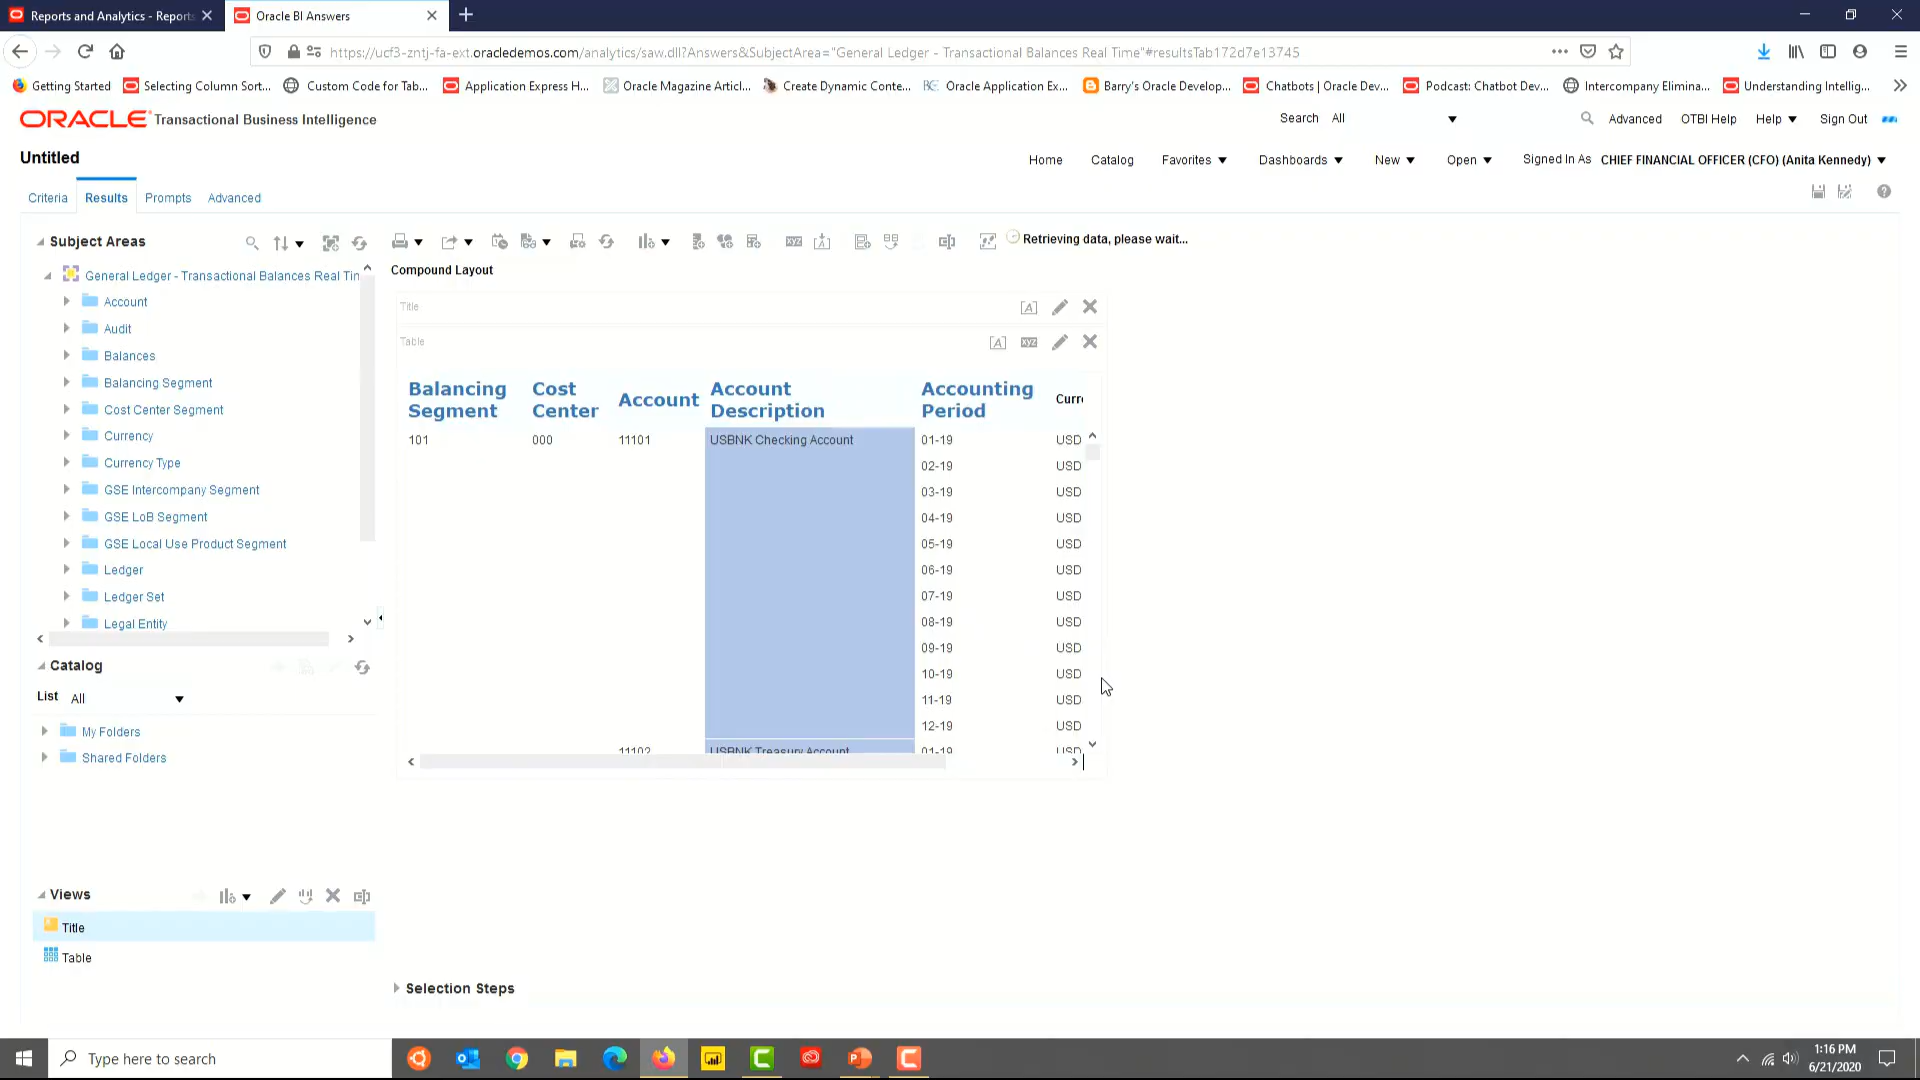 Reports and Analytics - Reports
Oracle BI Answers
https://ucf3-zntj-fa-ext.oracledemos.com/analytics/saw.dll?Answers&SubjectArea="General Ledger - Transactional Balances Real Time"#resultsTab172d7e13745
Getting Started Selecting Column Sort... Custom Code for Tab... Application Express H... Oracle Magazine Articl... Create Dynamic Conte... Oracle Application Ex... Barry's Oracle Develop... Chatbots | Oracle Dev... Podcast: Chatbot Dev... Intercompany Elimina... Understanding Intellig...
ORACLE Transactional Business Intelligence
Search All Advanced OTBI Help Help Sign Out
Untitled
Home Catalog Favorites Dashboards New Open Signed In As CHIEF FINANCIAL OFFICER (CFO) (Anita Kennedy)
Criteria Results Prompts Advanced
Subject Areas
Retrieving data, please wait...
General Ledger - Transactional Balances Real Tin
Account
Audit
Balances
Balancing Segment
Cost Center Segment
Currency
Currency Type
GSE Intercompany Segment
GSE LoB Segment
GSE Local Use Product Segment
Ledger
Ledger Set
Legal Entity
Catalog
List All
My Folders
Shared Folders
Views
Title
Table
Compound Layout
Title
Table
Balancing Segment Cost Center Account Account Description Accounting Period Curr
101 000 11101 USBNK Checking Account 01-19 USD
02-19 USD
03-19 USD
04-19 USD
05-19 USD
06-19 USD
07-19 USD
08-19 USD
09-19 USD
10-19 USD
11-19 USD
12-19 USD
11102 USBNK Treasury Account 01-19 USD
Selection Steps
Type here to search
1:16 PM
6/21/2020